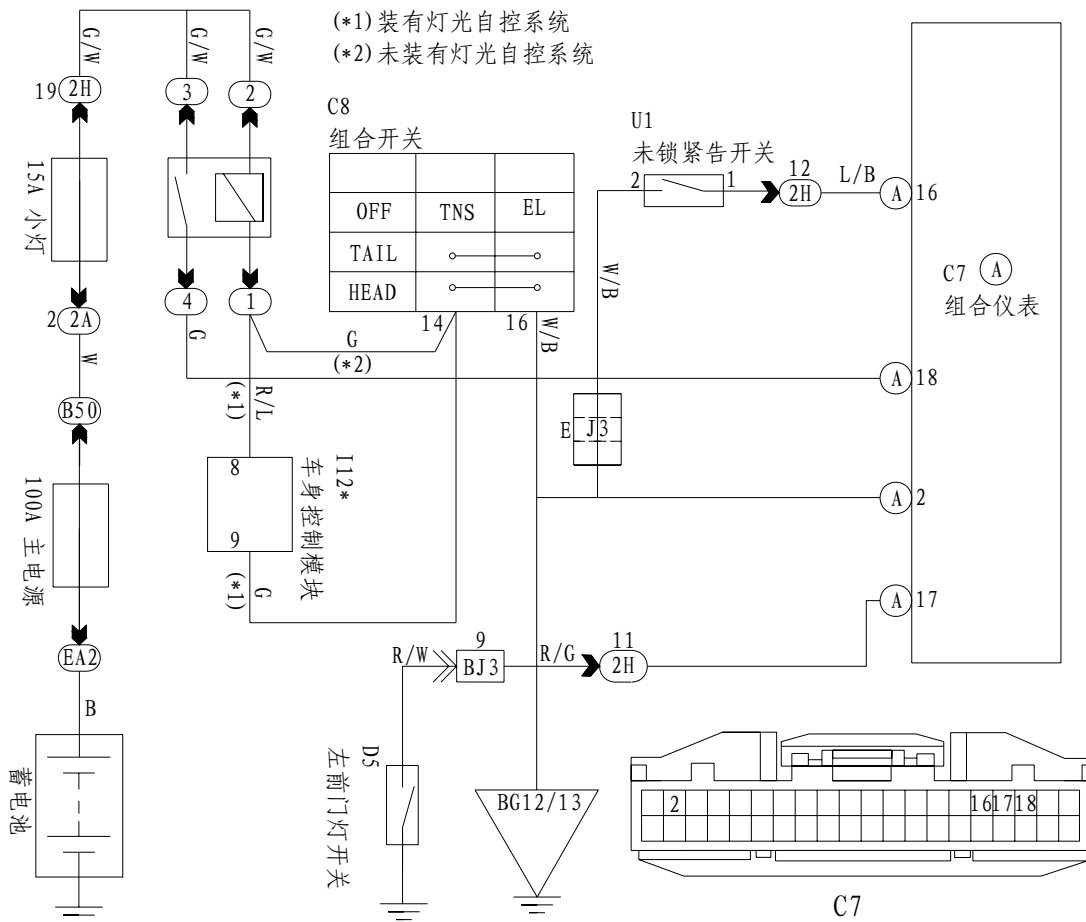 (*1)装有灯光自控系统
(*2)未装有灯光自控系统
G/W
G/W
G/W
19
2H
3
2
15A 小灯
4
1
2
2A
W
B50
100A 主电源
EA2
B
蓄电池
C8
组合开关
OFF
TNS
EL
TAIL
HEAD
14
16
G
(*2)
G
W/B
R/L
(*1)
8
9
I12*
车身控制模块
(*1)
G
U1
未锁紧告开关
2
1
12
2H
L/B
A
16
W/B
E
J3
C7
A
组合仪表
A
18
A
2
A
17
R/W
9
BJ3
R/G
11
2H
D5
左前门灯开关
BG12/13
2
16
17
18
C7